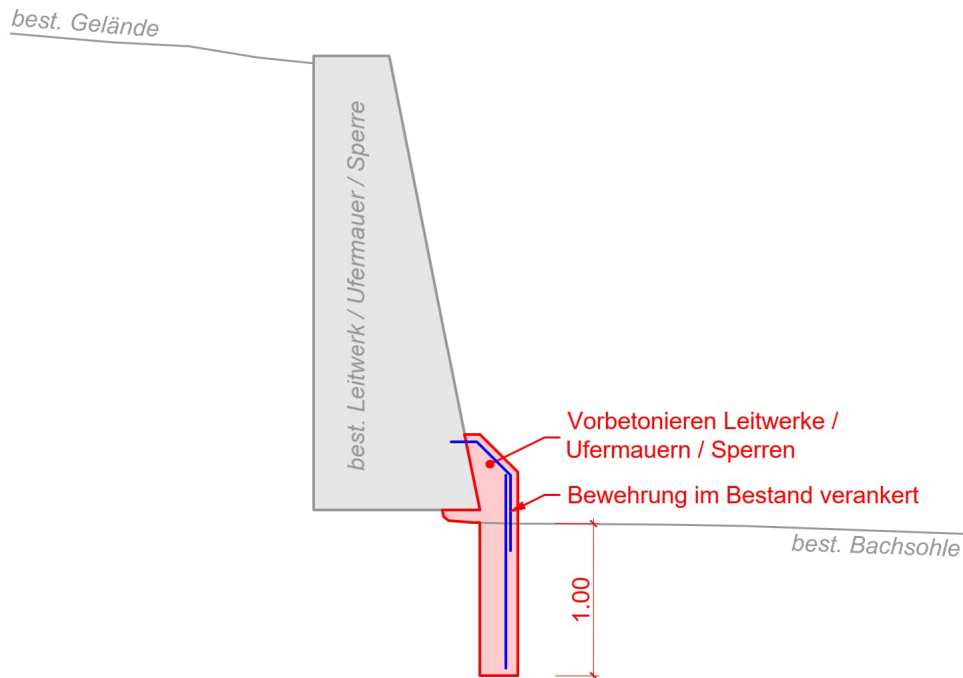 best. Gelände
best. Leitwerk / Ufermauer / Sperre
Vorbetonieren Leitwerke /
Ufermauern / Sperren
Bewehrung im Bestand verankert
best. Bachsohle
1.00